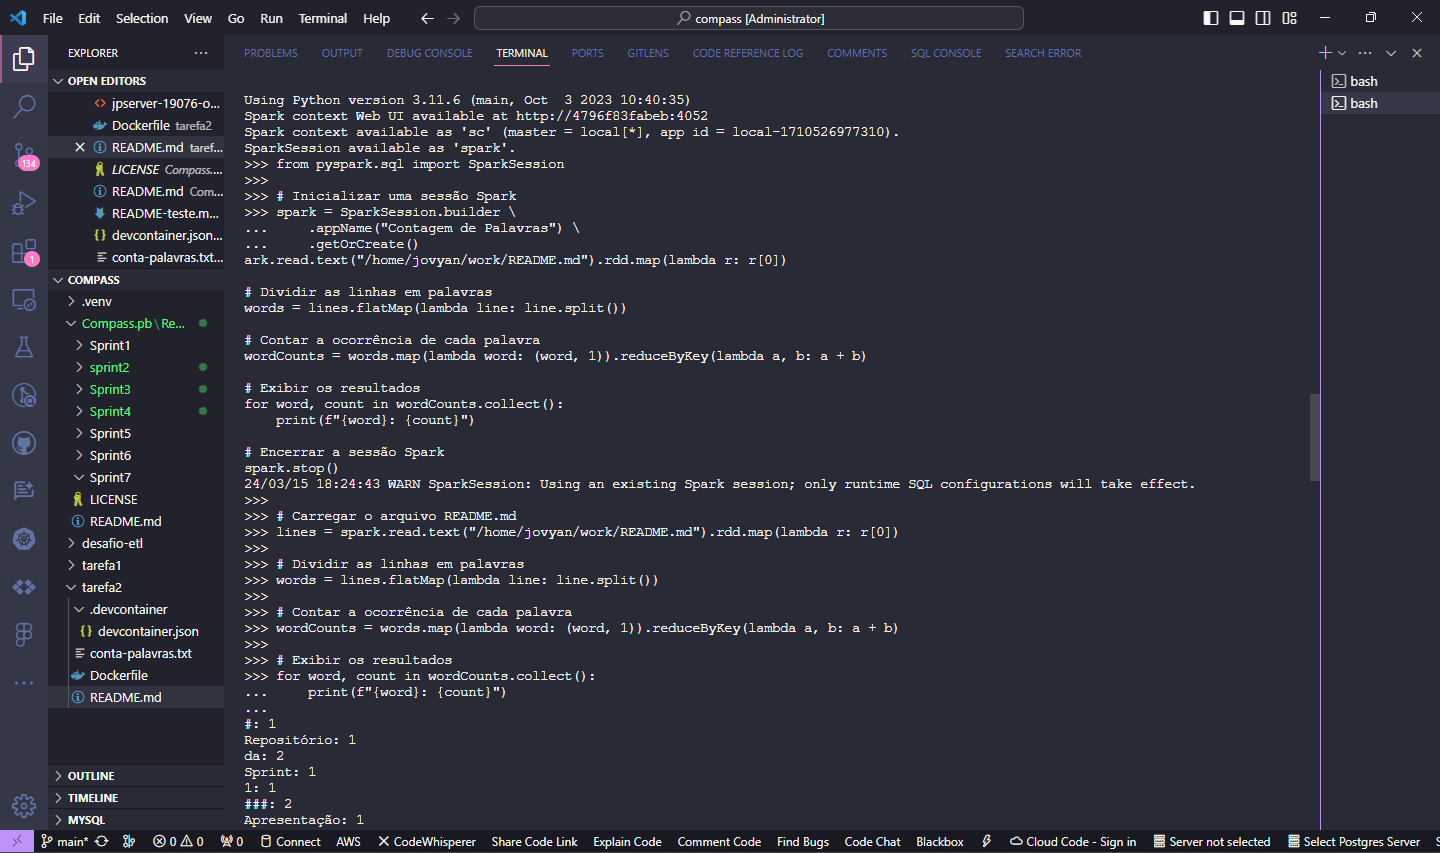 File Edit Selection View Go Run Terminal Help
compass [Administrator]
EXPLORER
OPEN EDITORS
jpserver-19076-o...
Dockerfile tarefa2
README.md taref...
LICENSE Compass....
README.md Com...
README-teste.m...
devcontainer.json...
conta-palavras.txt...
COMPASS
.venv
Compass.pb\Re...
Sprint1
sprint2
Sprint3
Sprint4
Sprint5
Sprint6
Sprint7
LICENSE
README.md
desafio-etl
tarefa1
tarefa2
.devcontainer
devcontainer.json
conta-palavras.txt
Dockerfile
README.md
OUTLINE
TIMELINE
MYSQL
134
1
PROBLEMS OUTPUT DEBUG CONSOLE TERMINAL PORTS GITLENS CODE REFERENCE LOG COMMENTS SQL CONSOLE SEARCH ERROR
Using Python version 3.11.6 (main, Oct  3 2023 10:40:35)
Spark context Web UI available at http://4796f83fabeb:4052
Spark context available as 'sc' (master = local[*], app id = local-1710526977310).
SparkSession available as 'spark'.
>>> from pyspark.sql import SparkSession
>>>
>>> # Inicializar uma sessão Spark
>>> spark = SparkSession.builder \
...     .appName("Contagem de Palavras") \
...     .getOrCreate()
ark.read.text("/home/jovyan/work/README.md").rdd.map(lambda r: r[0])
# Dividir as linhas em palavras
words = lines.flatMap(lambda line: line.split())
# Contar a ocorrência de cada palavra
wordCounts = words.map(lambda word: (word, 1)).reduceByKey(lambda a, b: a + b)
# Exibir os resultados
for word, count in wordCounts.collect():
    print(f"{word}: {count}")
# Encerrar a sessão Spark
spark.stop()
24/03/15 18:24:43 WARN SparkSession: Using an existing Spark session; only runtime SQL configurations will take effect.
>>>
>>> # Carregar o arquivo README.md
>>> lines = spark.read.text("/home/jovyan/work/README.md").rdd.map(lambda r: r[0])
>>>
>>> # Dividir as linhas em palavras
>>> words = lines.flatMap(lambda line: line.split())
>>>
>>> # Contar a ocorrência de cada palavra
>>> wordCounts = words.map(lambda word: (word, 1)).reduceByKey(lambda a, b: a + b)
>>>
>>> # Exibir os resultados
>>> for word, count in wordCounts.collect():
...     print(f"{word}: {count}")
...
#: 1
Repositório: 1
da: 2
Sprint: 1
1: 1
###: 2
Apresentação: 1
bash
bash
main* 0 0 0 Connect AWS CodeWhisperer Share Code Link Explain Code Comment Code Find Bugs Code Chat Blackbox Cloud Code - Sign in Server not selected Select Postgres Server